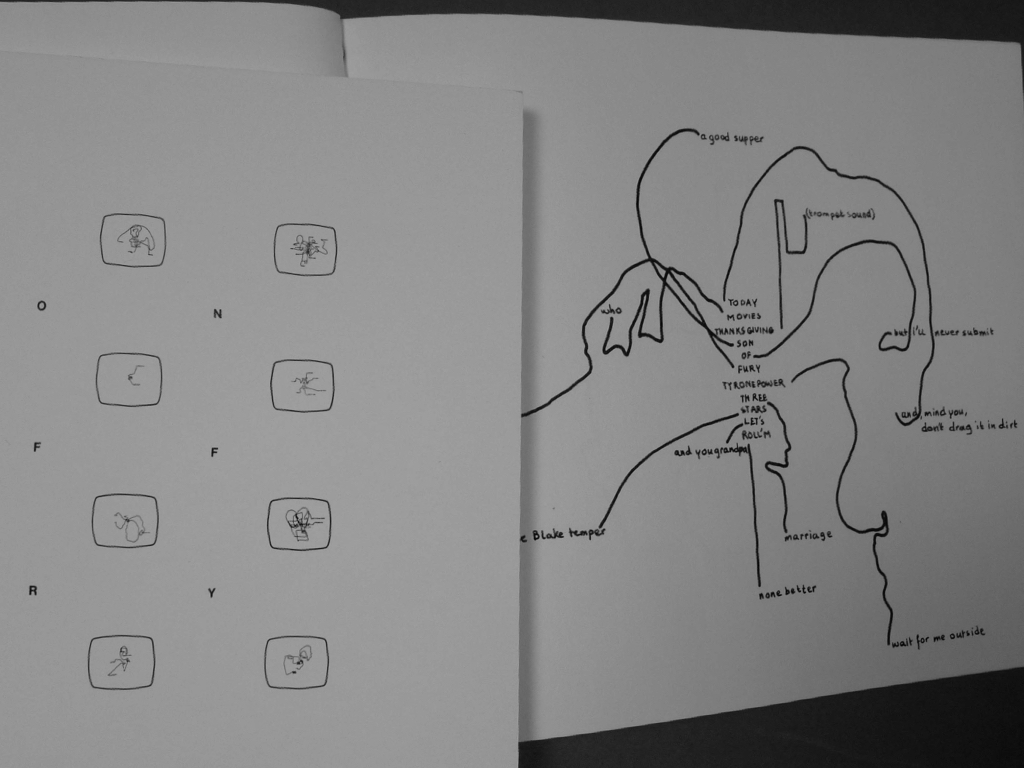 O N
F F
R Y
a good supper
(trompet sound)
who
TODAY
MOVIES
THANKSGIVING
SON
OF
FURY
TYRONE POWER
THREE
STARS
LET'S
ROLL'M
but I'll never submit
and, mind you,
don't drag it in dirt
and you grandpa
Blake temper
marriage
none better
wait for me outside